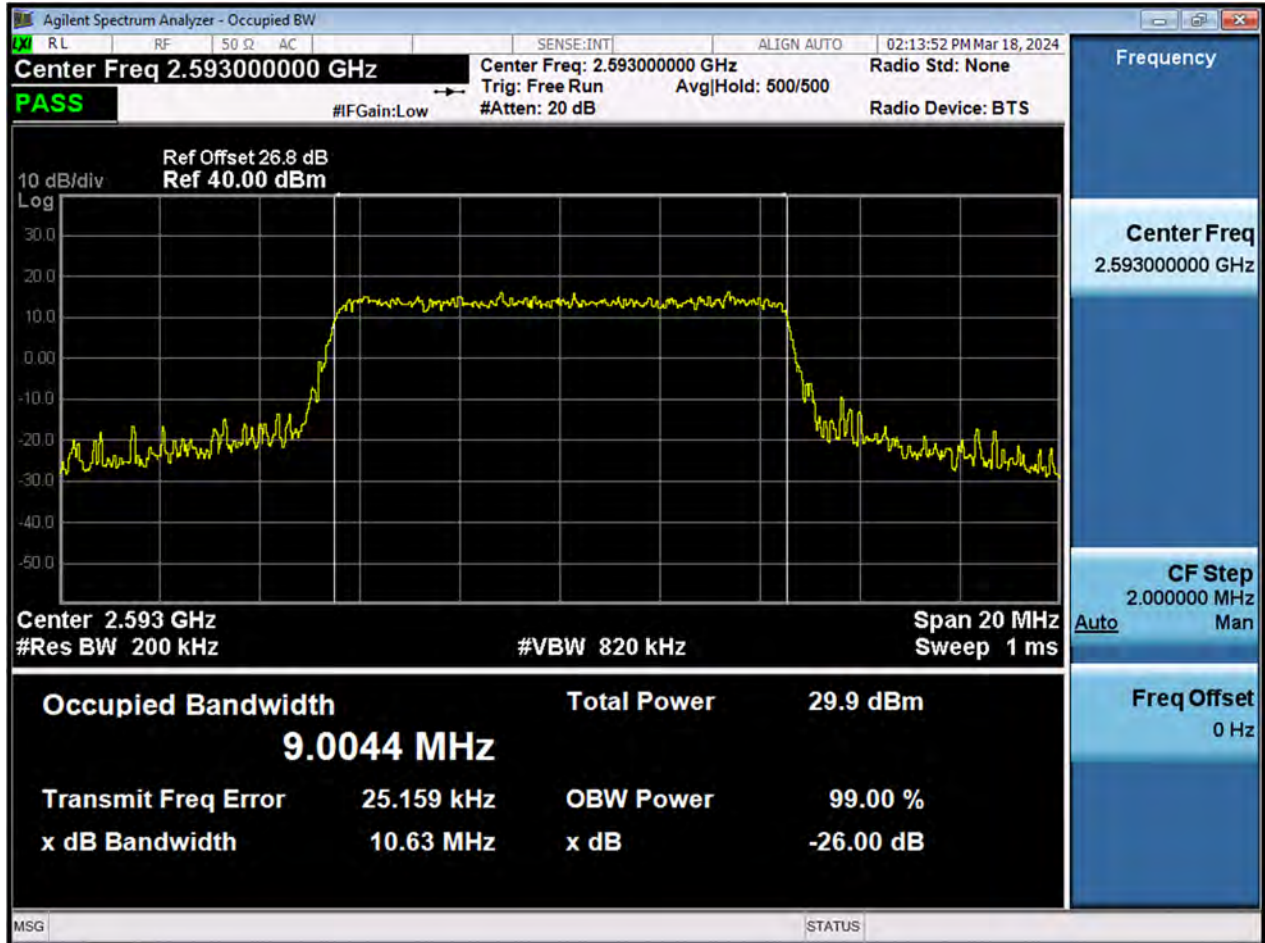 Agilent Spectrum Analyzer - Occupied BW
LXI RL RF 50 Ω AC SENSE:INT ALIGN AUTO 02:13:52 PM Mar 18, 2024
Center Freq 2.593000000 GHz
Center Freq: 2.593000000 GHz Radio Std: None
Trig: Free Run Avg|Hold: 500/500
PASS
#IFGain:Low #Atten: 20 dB Radio Device: BTS
Ref Offset 26.8 dB
10 dB/div Ref 40.00 dBm
Log
30.0
20.0
10.0
0.00
-10.0
-20.0
-30.0
-40.0
-50.0
Center 2.593 GHz Span 20 MHz
#Res BW 200 kHz #VBW 820 kHz Sweep 1 ms
Occupied Bandwidth Total Power 29.9 dBm
9.0044 MHz
Transmit Freq Error 25.159 kHz OBW Power 99.00 %
x dB Bandwidth 10.63 MHz x dB -26.00 dB
MSG STATUS
Frequency
Center Freq
2.593000000 GHz
CF Step
2.000000 MHz
Auto Man
Freq Offset
0 Hz